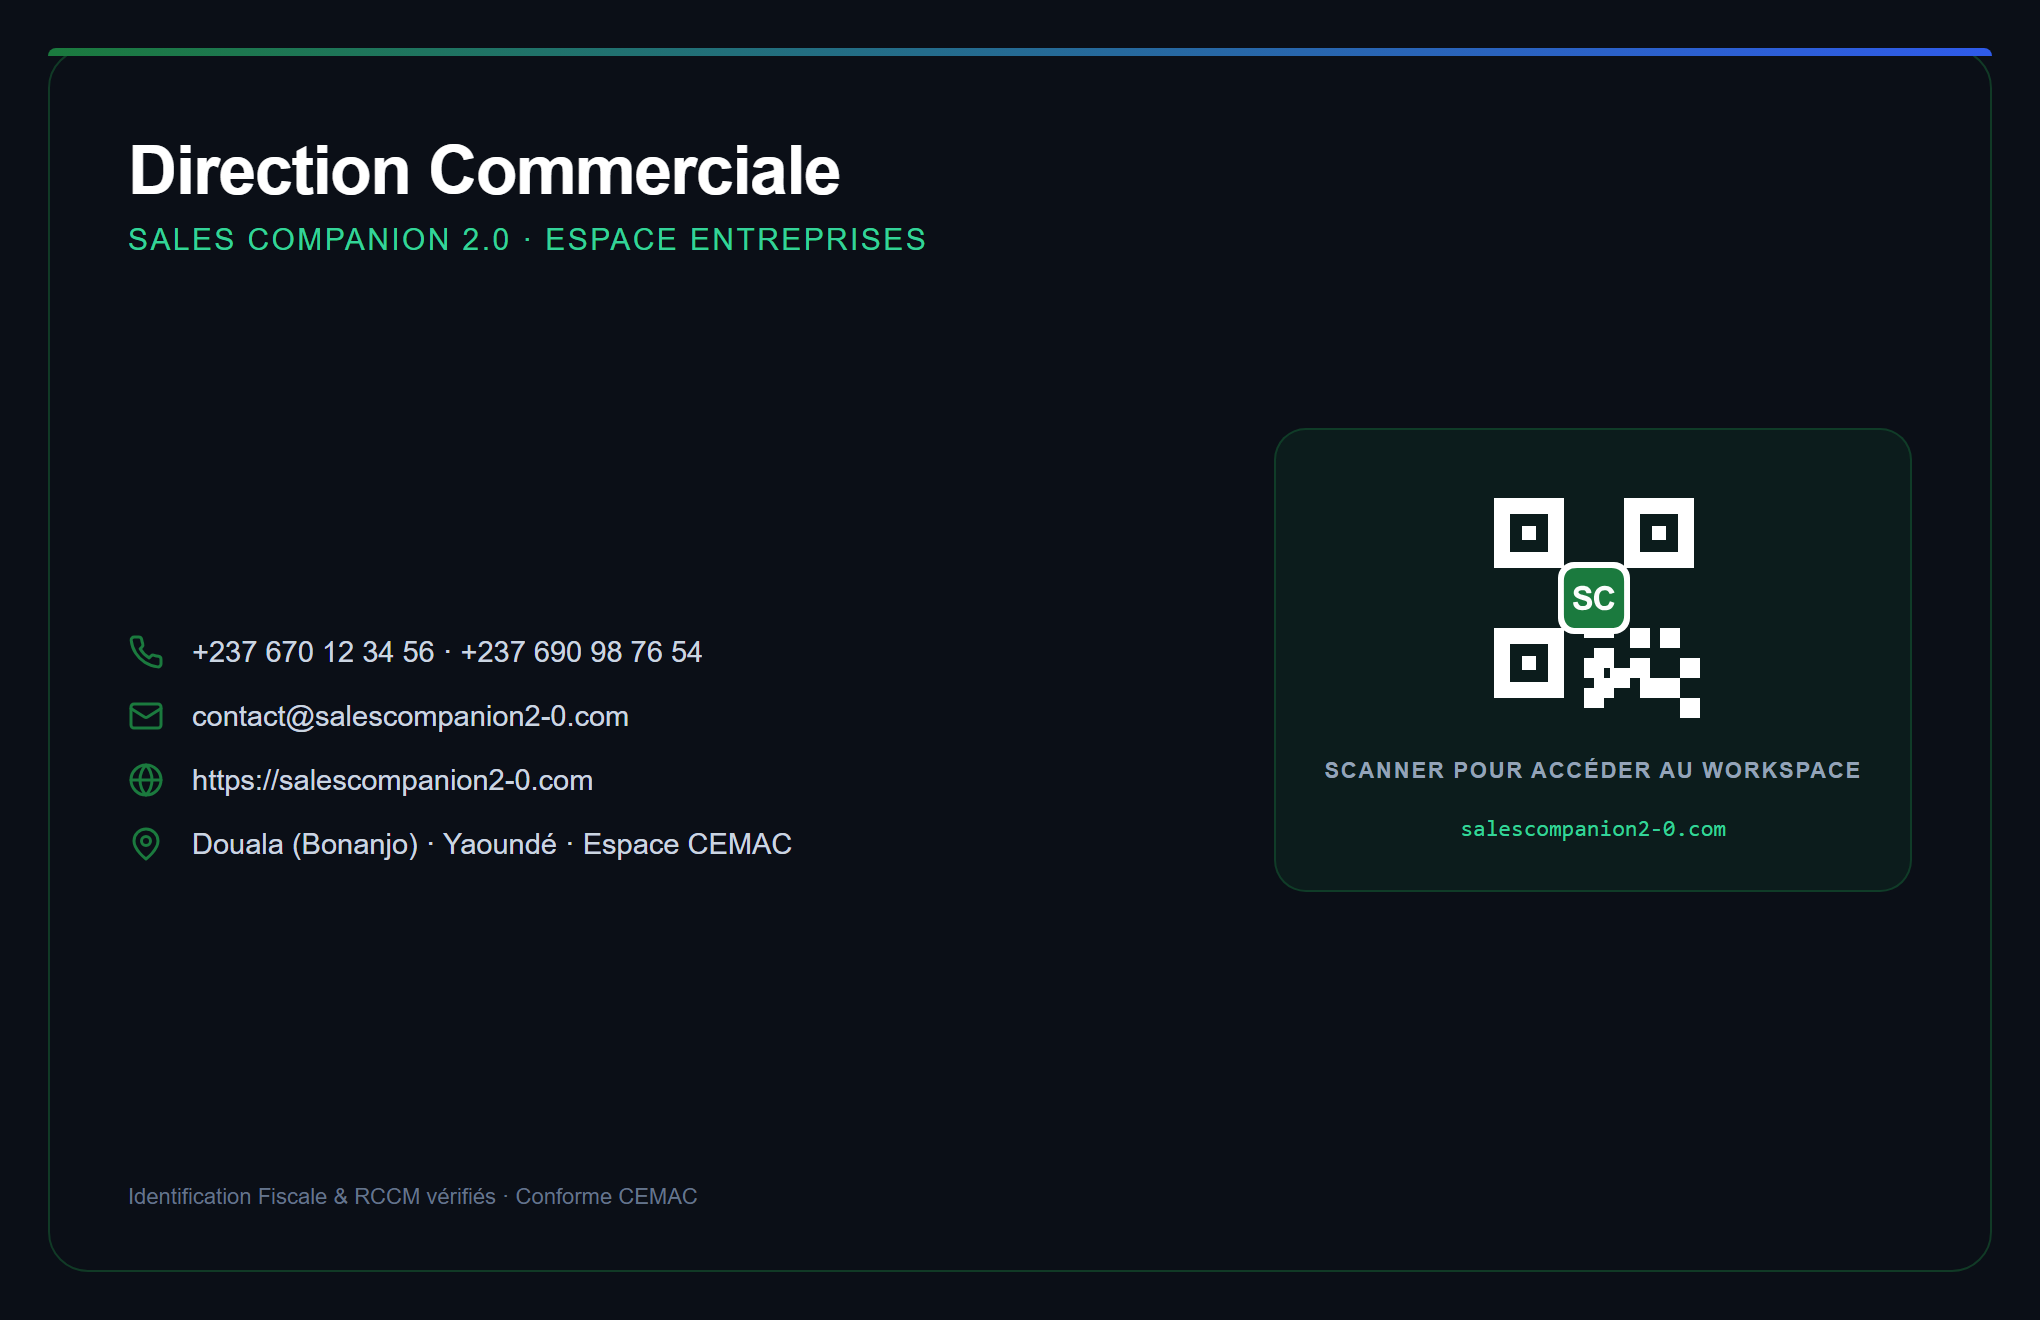 Direction Commerciale
SALES COMPANION 2.0 · ESPACE ENTREPRISES
+237 670 12 34 56 · +237 690 98 76 54
contact@salescompanion2-0.com
https://salescompanion2-0.com
Douala (Bonanjo) · Yaoundé · Espace CEMAC
SC
SCANNER POUR ACCÉDER AU WORKSPACE
salescompanion2-0.com
Identification Fiscale & RCCM vérifiés · Conforme CEMAC